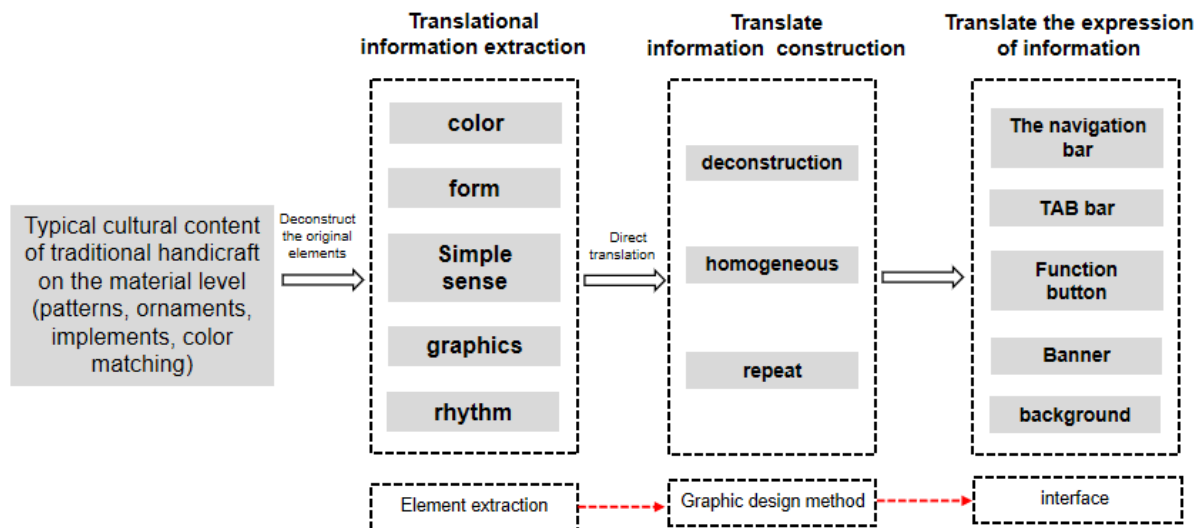 Translational
information extraction
Translate
information construction
Translate the expression
of information
Typical cultural content
of traditional handicraft
on the material level
(patterns, ornaments,
implements, color
matching)
Deconstruct
the original
elements
color
form
Simple
sense
graphics
rhythm
Direct
translation
deconstruction
homogeneous
repeat
The navigation
bar
TAB bar
Function
button
Banner
background
Element extraction
Graphic design method
interface